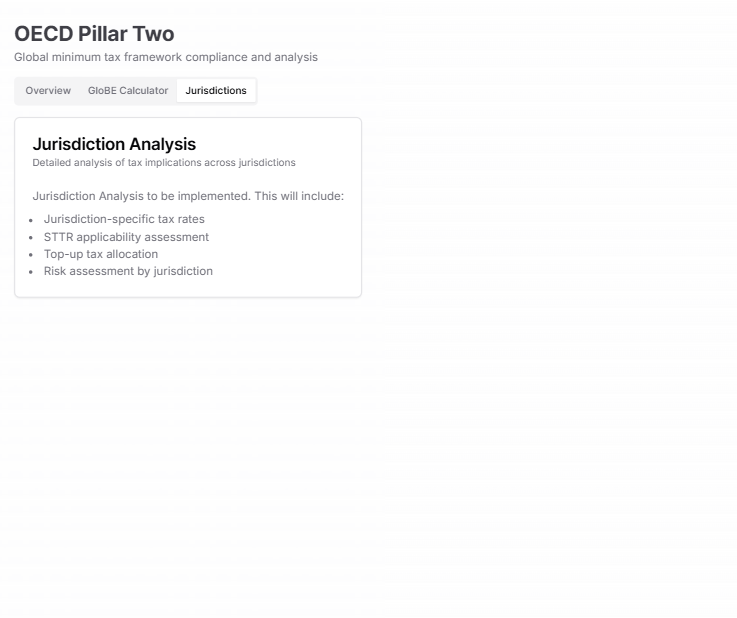 OECD Pillar Two
Global minimum tax framework compliance and analysis
Overview GloBE Calculator Jurisdictions
Jurisdiction Analysis
Detailed analysis of tax implications across jurisdictions
Jurisdiction Analysis to be implemented. This will include:
• Jurisdiction-specific tax rates
• STTR applicability assessment
• Top-up tax allocation
• Risk assessment by jurisdiction